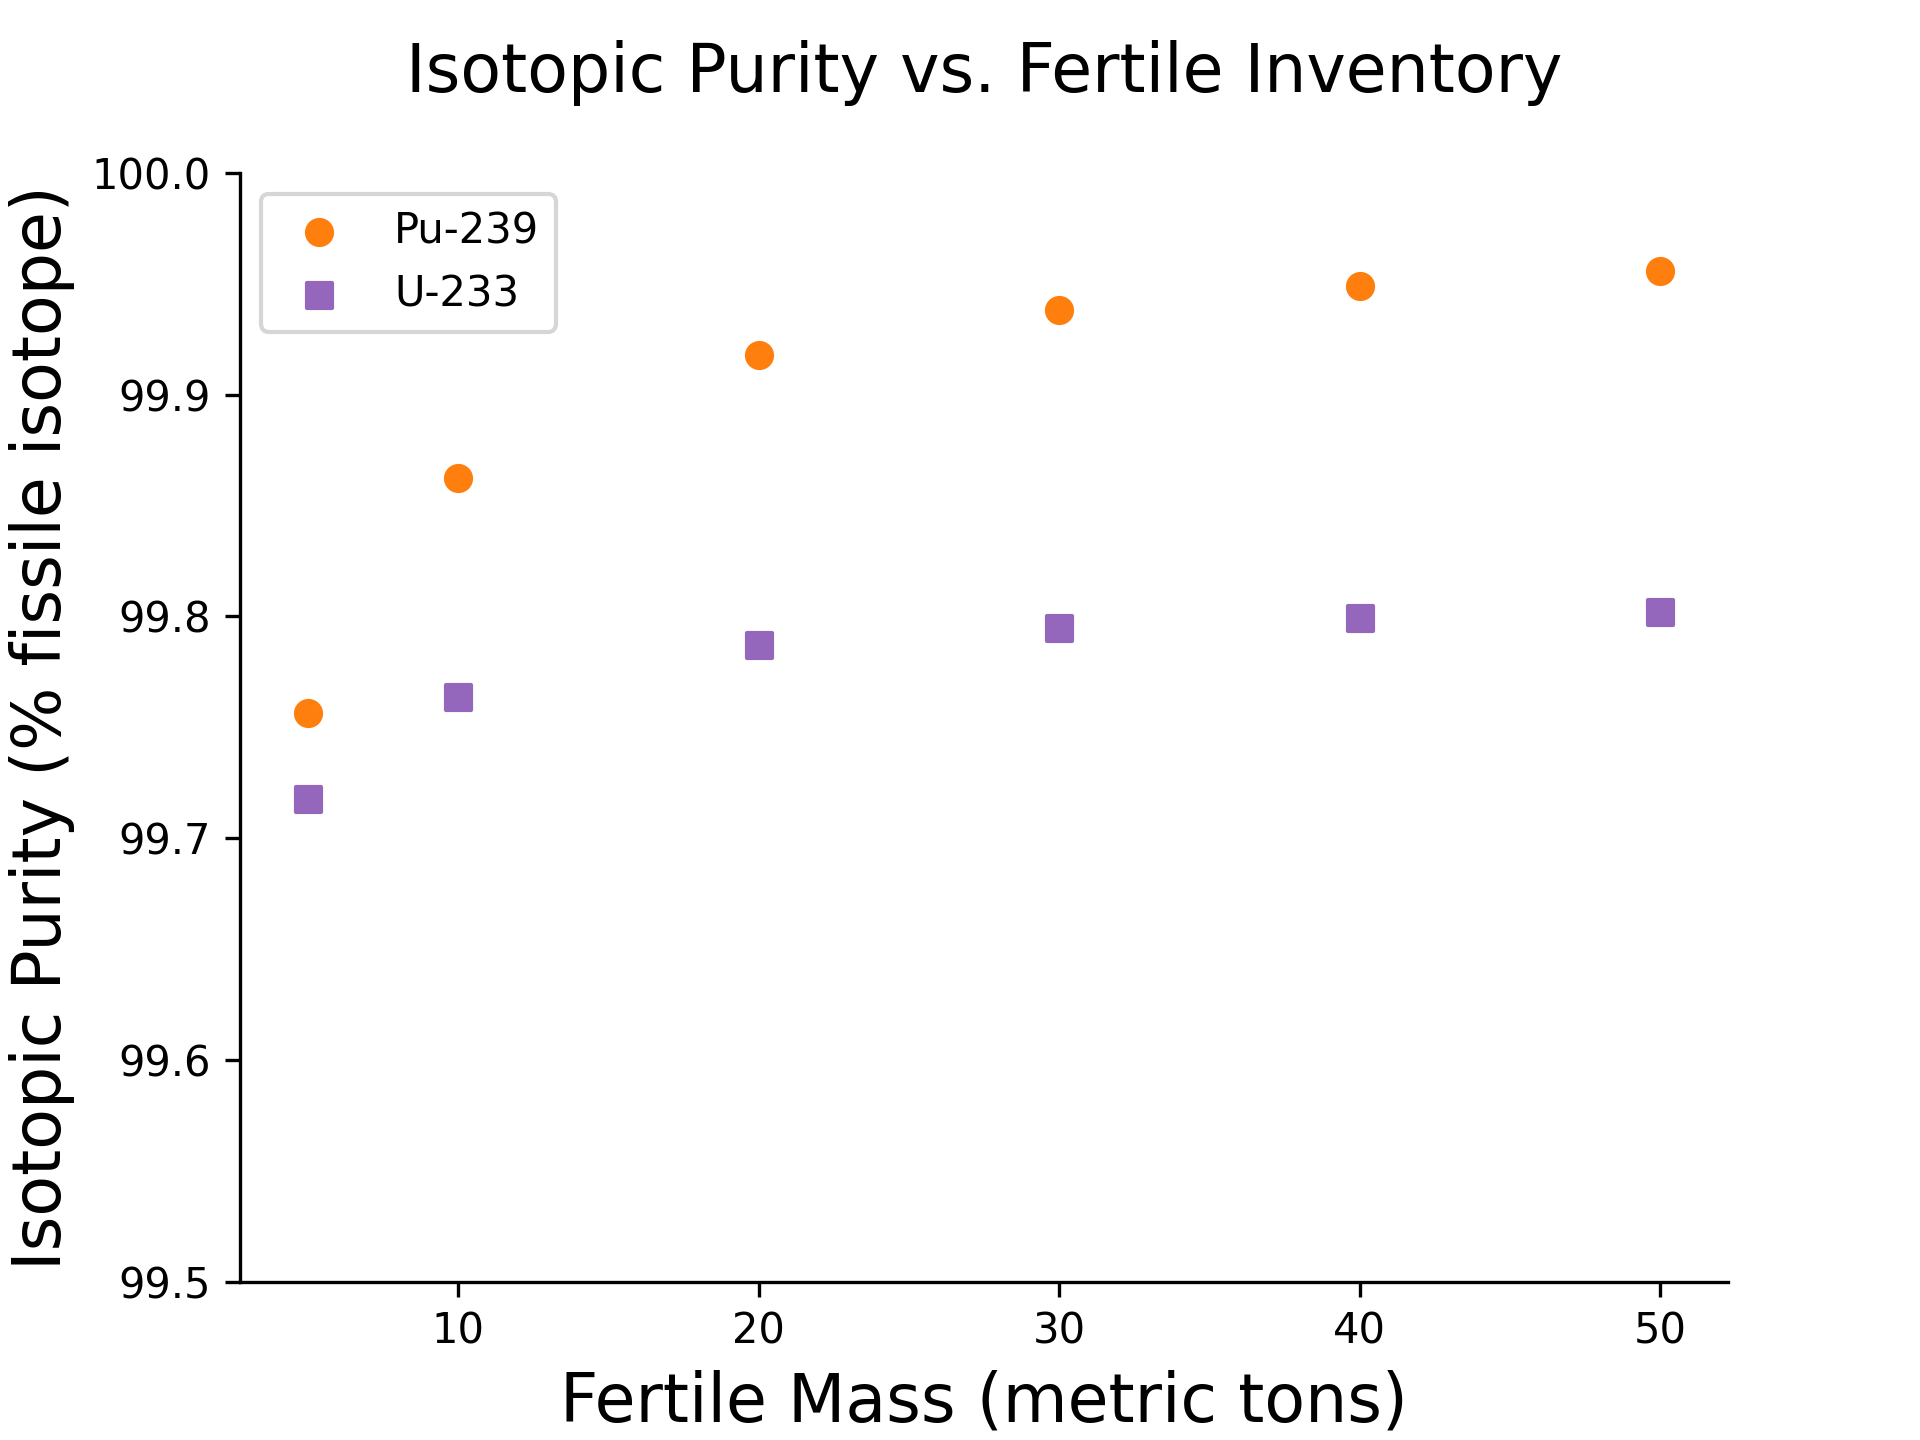 Isotopic Purity vs. Fertile Inventory
Isotopic Purity (% fissile isotope)
100.0
99.9
99.8
99.7
99.6
99.5
Pu-239
U-233
10 20 30 40 50
Fertile Mass (metric tons)